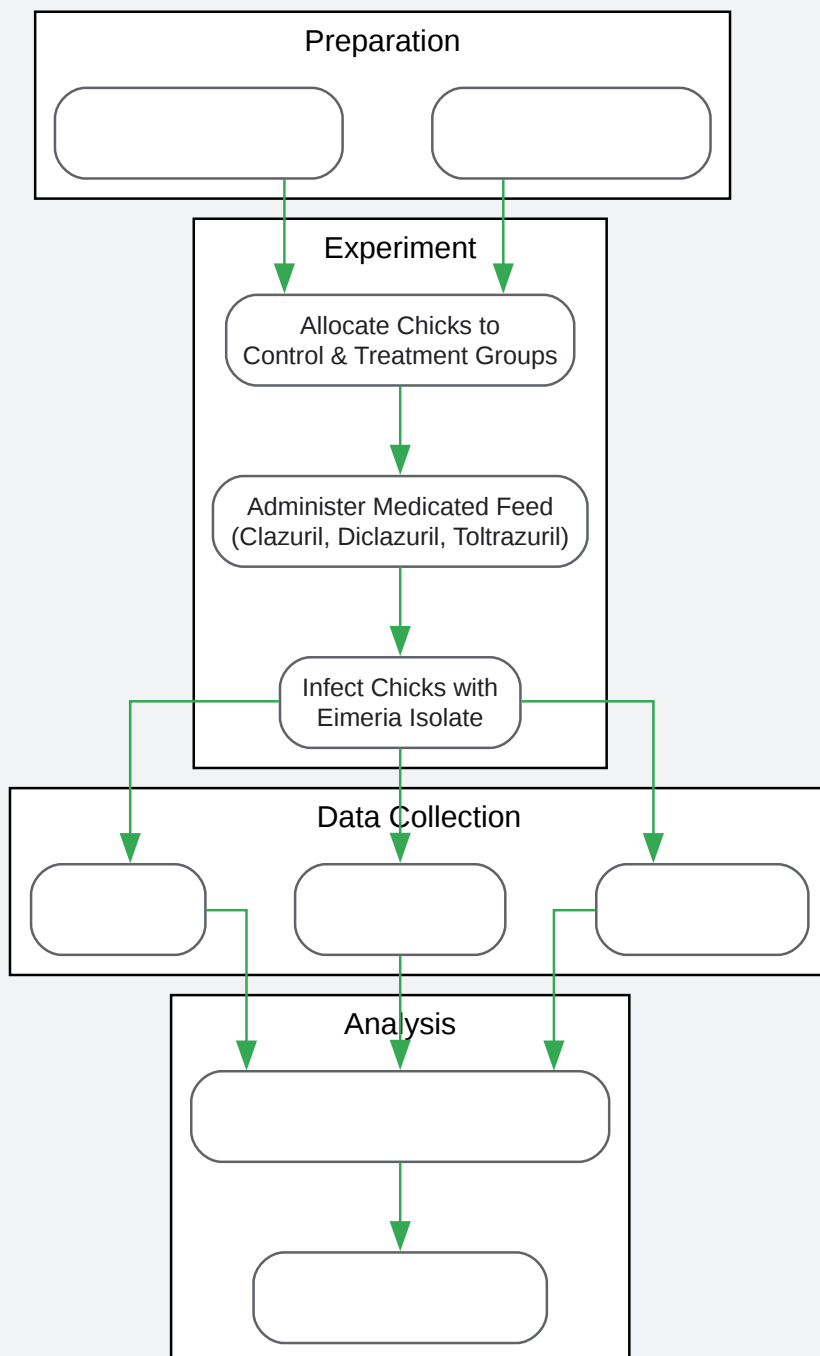 Preparation
Experiment
Allocate Chicks to
Control & Treatment Groups
Administer Medicated Feed
(Clazuril, Diclazuril, Toltrazuril)
Infect Chicks with
Eimeria Isolate
Data Collection
Analysis